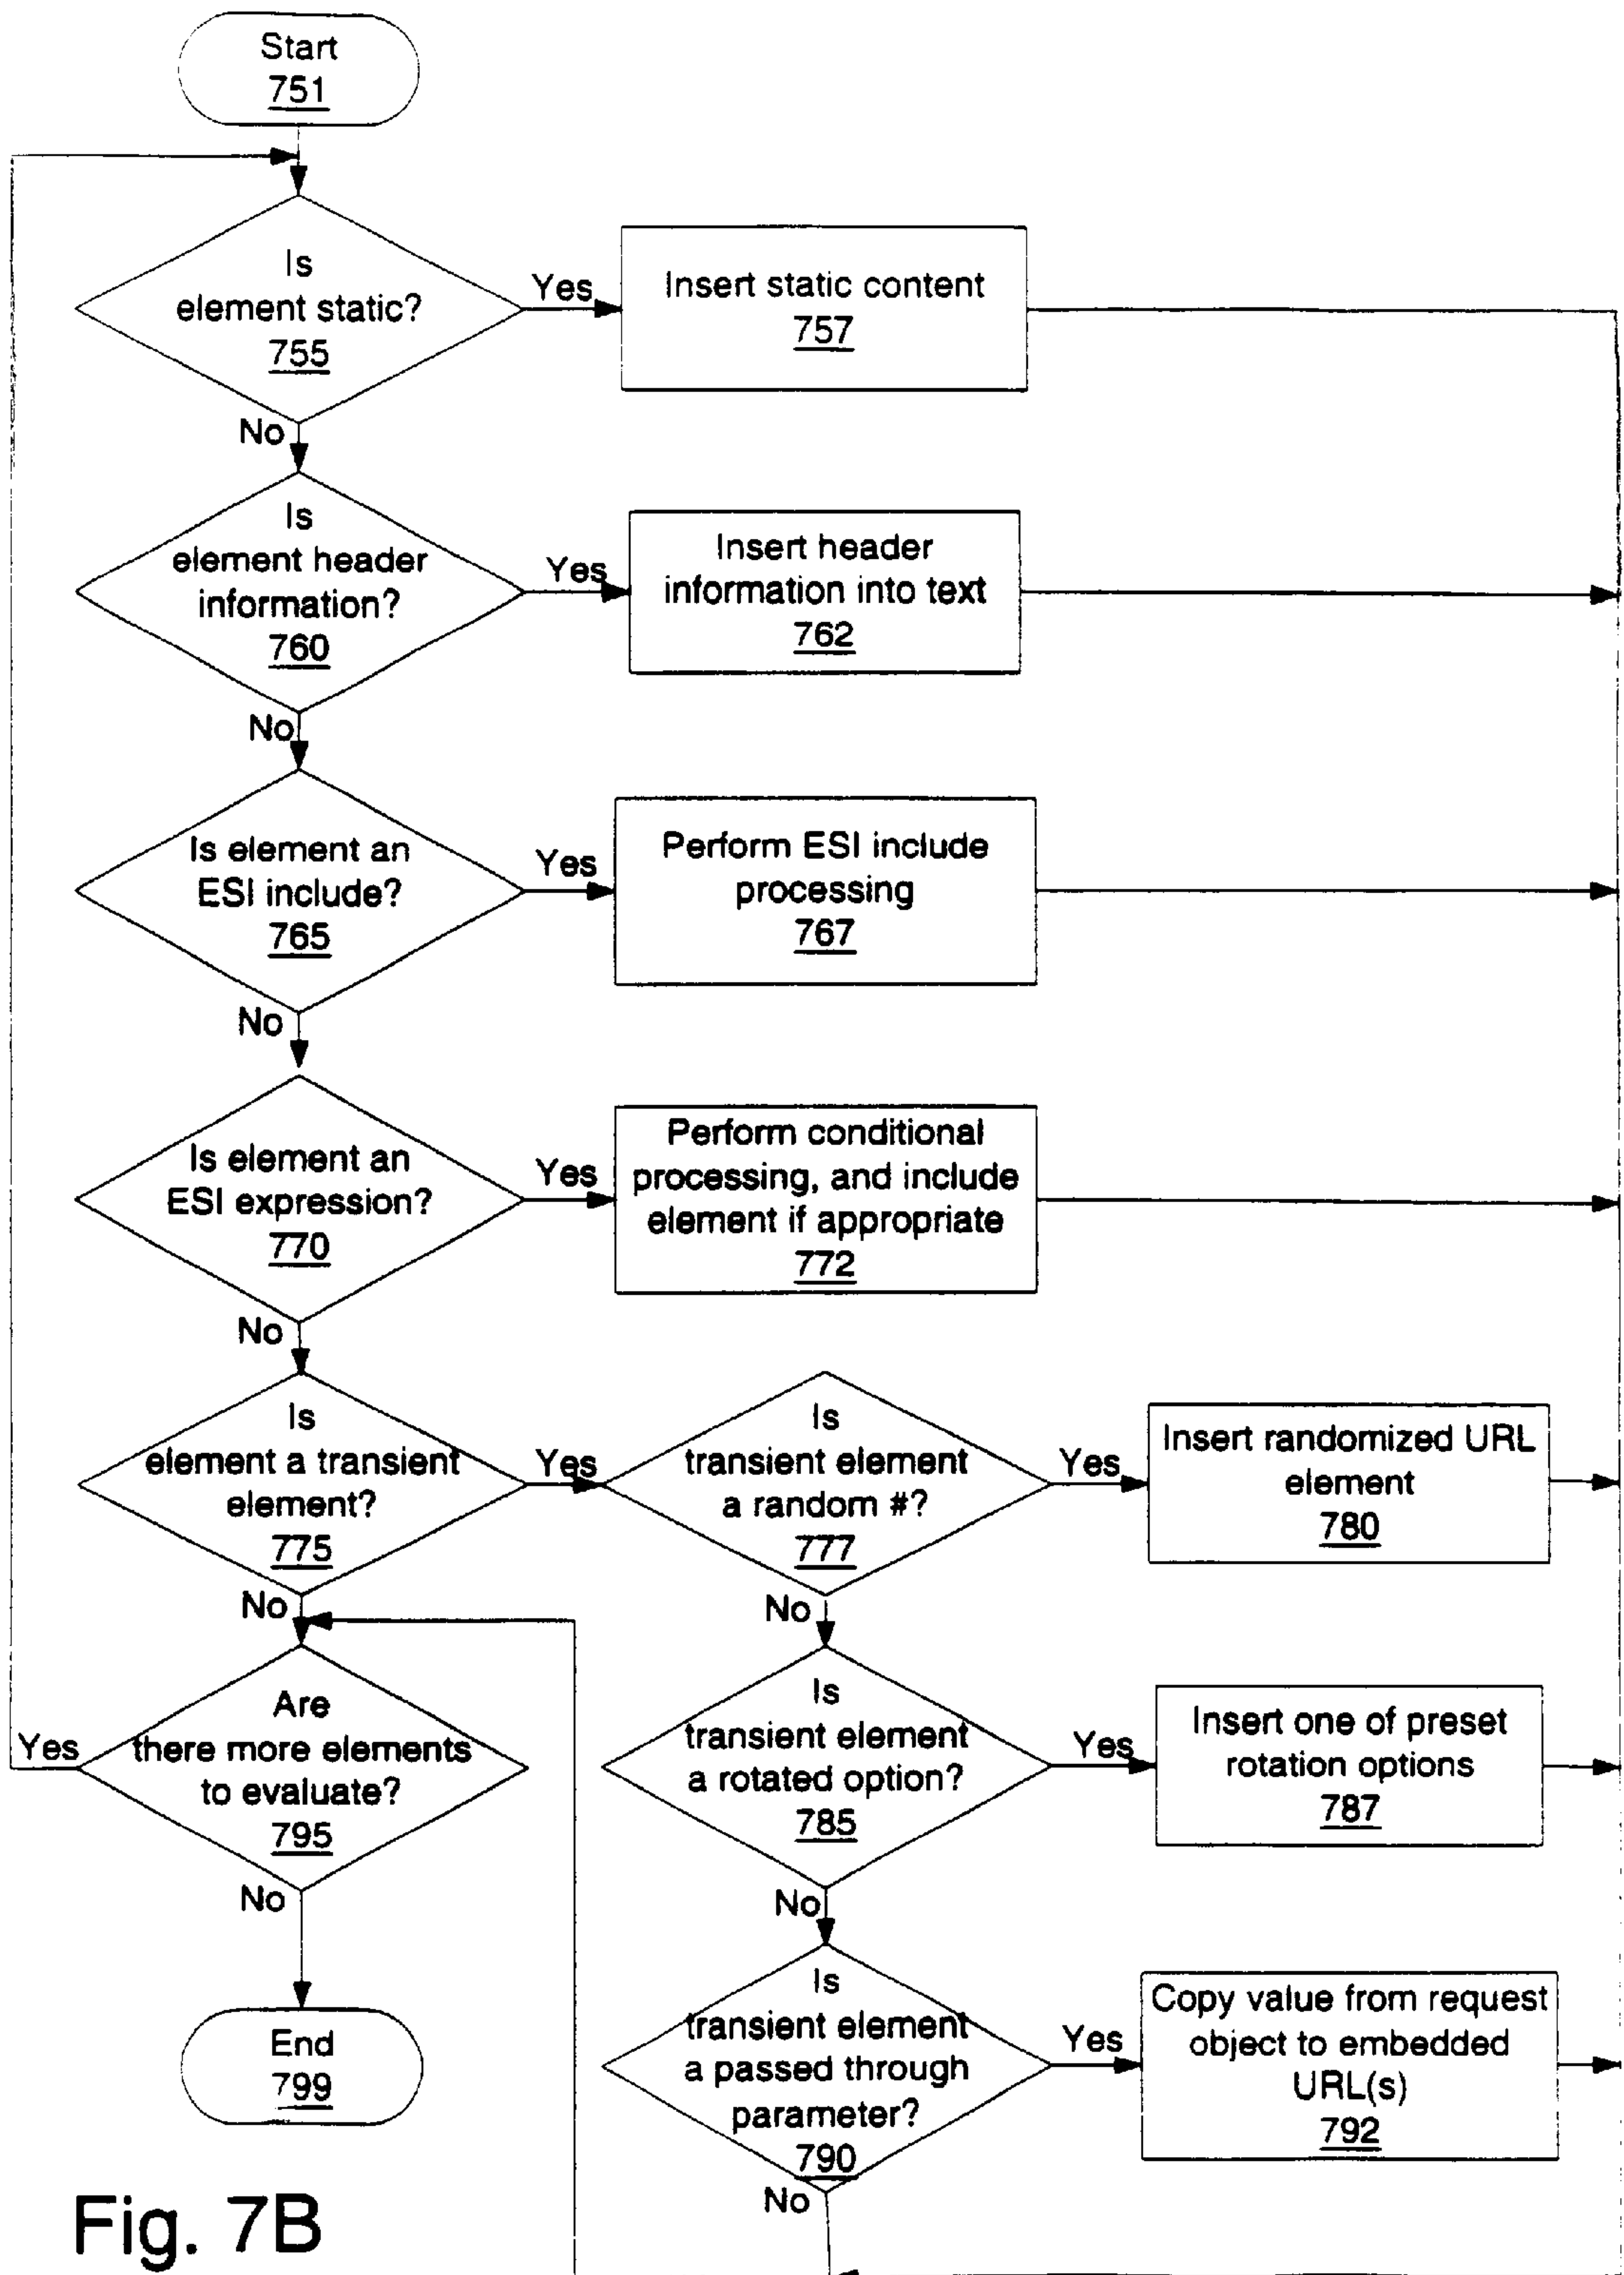 Start
751
Is
element static?
755
Yes
Insert static content
757
No
Is
element header
information?
760
Yes
Insert header
information into text
762
No
Is element an
ESI include?
765
Yes
Perform ESI include
processing
767
No
Is element an
ESI expression?
770
Yes
Perform conditional
processing, and include
element if appropriate
772
No
Is
element a transient
element?
775
Yes
Is
transient element
a random #?
777
Yes
Insert randomized URL
element
780
No
No
Are
there more elements
to evaluate?
795
Yes
Is
transient element
a rotated option?
785
Yes
Insert one of preset
rotation options
787
No
No
End
799
Is
transient element
a passed through
parameter?
790
Yes
Copy value from request
object to embedded
URL(s)
792
No
Fig. 7B